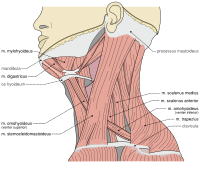 m. mylohyoideus
mandibula
m. digastricus
os hyoideum
m. omohyoideus
(venter superior)
m. sternocleidomastoideus
processus mastoideus
m. scalenus medius
m. scalenus anterior
m. omohyoideus
(venter inferior)
m. trapezius
clavicula